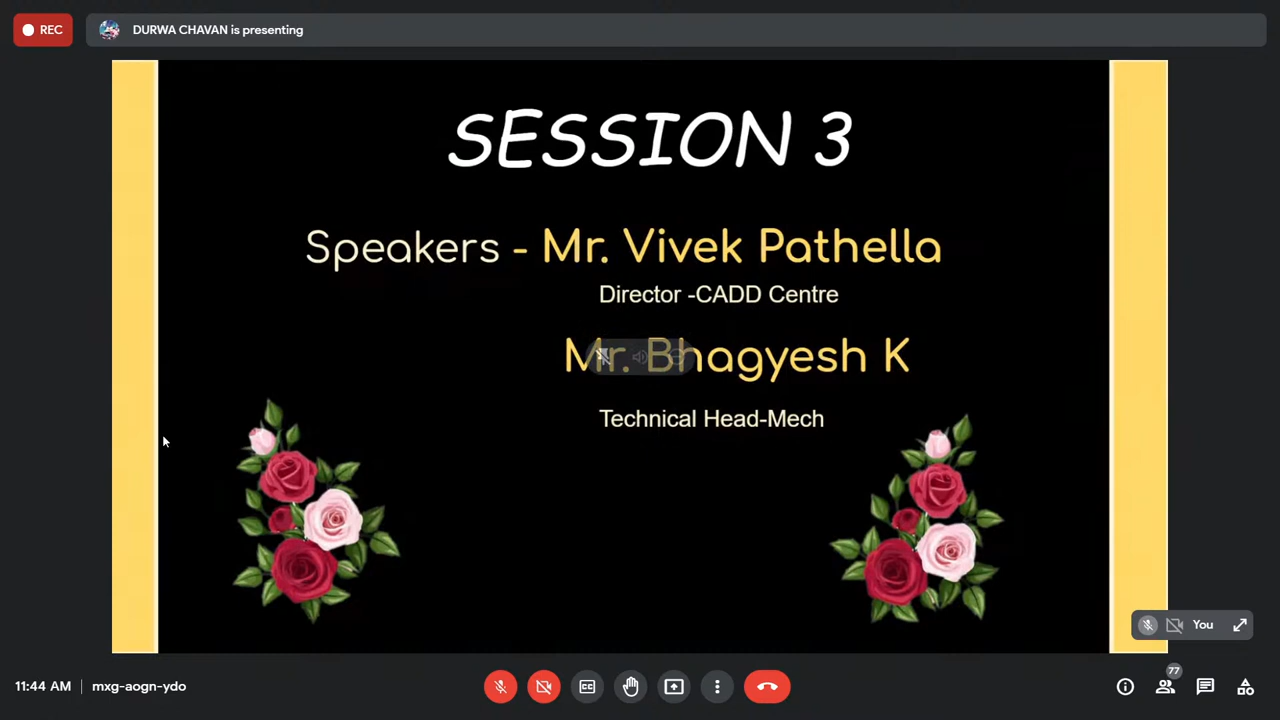 REC
DURWA CHAVAN is presenting
SESSION 3
Speakers - Mr. Vivek Pathella
Director -CADD Centre
Mr. Bhagyesh K
Technical Head-Mech
You
77
11:44 AM | mxg-aogn-ydo